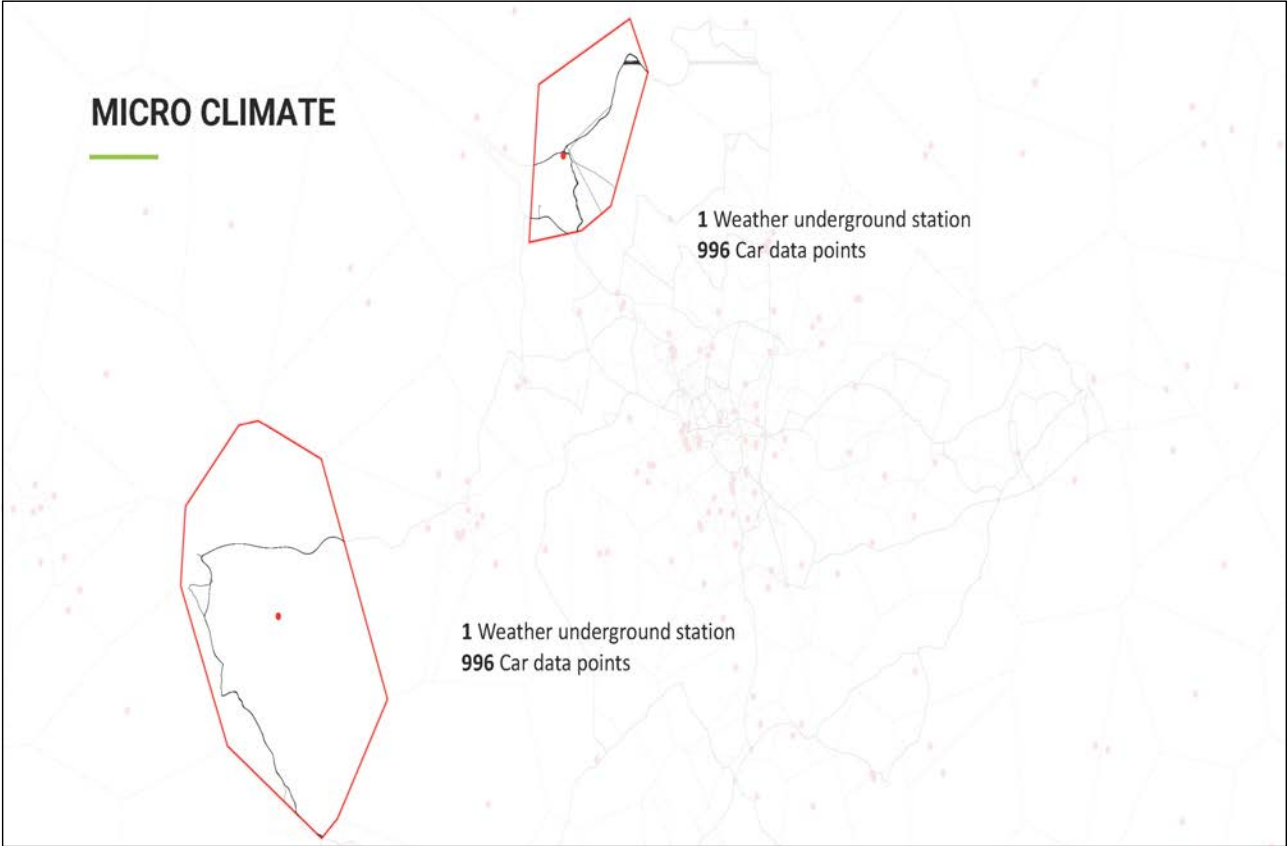 MICRO CLIMATE
1 Weather underground station
996 Car data points
1 Weather underground station
996 Car data points